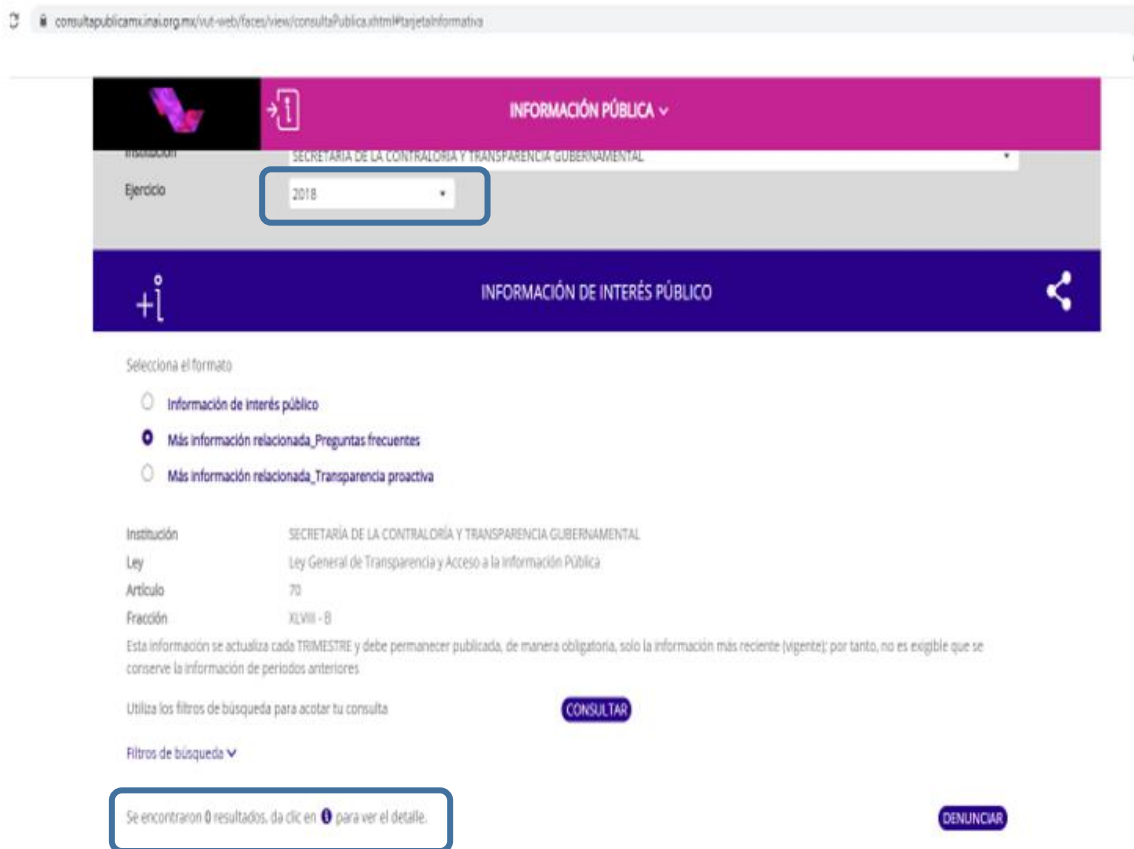 consultapublicamx.inai.org.mx/vut-web/faces/view/consultaPublica.xhtml#tarjetaInformativa
INFORMACIÓN PÚBLICA
Institución SECRETARÍA DE LA CONTRALORÍA Y TRANSPARENCIA GUBERNAMENTAL
Ejercicio 2018
INFORMACIÓN DE INTERÉS PÚBLICO
Selecciona el formato
Información de interés público
Más información relacionada_Preguntas frecuentes
Más información relacionada_Transparencia proactiva
Institución SECRETARÍA DE LA CONTRALORÍA Y TRANSPARENCIA GUBERNAMENTAL
Ley Ley General de Transparencia y Acceso a la Información Pública
Artículo 70
Fracción XLVIII - B
Esta información se actualiza cada TRIMESTRE y debe permanecer publicada, de manera obligatoria, solo la información más reciente (vigente); por tanto, no es exigible que se
conserve la información de periodos anteriores
Utiliza los filtros de búsqueda para acotar tu consulta CONSULTAR
Filtros de búsqueda
Se encontraron 0 resultados, da clic en i para ver el detalle. DENUNCIAR